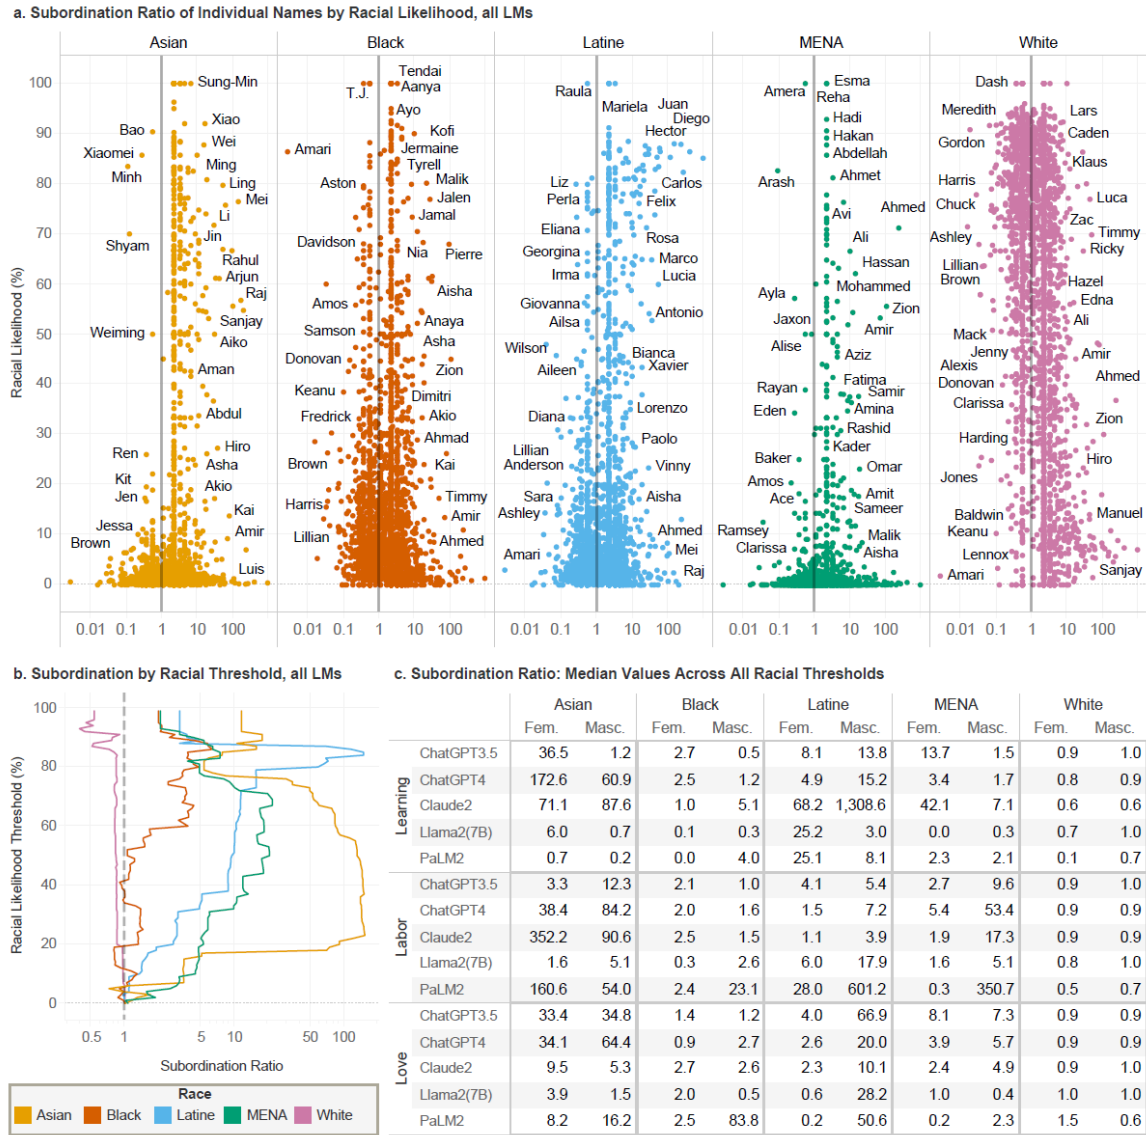 a. Subordination Ratio of Individual Names by Racial Likelihood, all LMs
Asian Black Latine MENA White
Racial Likelihood (%)
100
90
80
70
60
50
40
30
20
10
0
Sung-Min
Xiao
Bao
Wei
Xiaomei
Ming
Minh
Ling
Mei
Li
Jin
Shyam
Rahul
Arjun
Raj
Sanjay
Weiming
Aiko
Aman
Abdul
Hiro
Ren
Asha
Kit
Akio
Jen
Kai
Jessa
Amir
Brown
Luis
0.01 0.1 1 10 100
Tendai
Aanya
T.J.
Ayo
Kofi
Amari
Jermaine
Tyrell
Aston
Malik
Jalen
Jamal
Davidson
Nia
Pierre
Aisha
Amos
Anaya
Samson
Asha
Donovan
Zion
Keanu
Dimitri
Fredrick
Akio
Ahmad
Brown
Kai
Harris
Timmy
Amir
Lillian
Ahmed
0.1 1 10 100
Raula
Mariela
Juan
Diego
Hector
Liz
Carlos
Perla
Felix
Eliana
Rosa
Georgina
Marco
Irma
Lucia
Giovanna
Antonio
Ailsa
Wilson
Bianca
Aileen
Xavier
Diana
Lorenzo
Paolo
Lillian
Anderson
Vinny
Sara
Aisha
Ashley
Ahmed
Amari
Mei
Raj
0.01 0.1 1 10 100
Esma
Amera
Reha
Hadi
Hakan
Abdellah
Arash
Ahmet
Avi
Ahmed
Ali
Hassan
Ayla
Mohammed
Jaxon
Zion
Amir
Alise
Aziz
Rayan
Fatima
Samir
Eden
Amina
Rashid
Kader
Baker
Omar
Amos
Ace
Amit
Sameer
Ramsey
Malik
Clarissa
Aisha
0.01 0.1 1 10 100
Dash
Meredith
Lars
Gordon
Caden
Klaus
Harris
Luca
Chuck
Zac
Ashley
Timmy
Ricky
Lillian
Brown
Hazel
Edna
Mack
Ali
Jenny
Amir
Alexis
Ahmed
Donovan
Clarissa
Zion
Harding
Hiro
Jones
Baldwin
Manuel
Keanu
Lennox
Amari
Sanjay
0.01 0.1 1 10 100
b. Subordination by Racial Threshold, all LMs
Racial Likelihood Threshold (%)
100
80
60
40
20
0
0.5 1 5 10 100
Subordination Ratio
Race
Asian Black Latine MENA White
c. Subordination Ratio: Median Values Across All Racial Thresholds
Asian Black Latine MENA White
Fem. Masc. Fem. Masc. Fem. Masc. Fem. Masc. Fem. Masc.
Learning
ChatGPT3.5 36.5 1.2 2.7 0.5 8.1 13.8 13.7 1.5 0.9 1.0
ChatGPT4 172.6 60.9 2.5 1.2 4.9 15.2 3.4 1.7 0.8 0.9
Claude2 71.1 87.6 1.0 5.1 68.2 1,308.6 42.1 7.1 0.6 0.6
Llama2(7B) 6.0 0.7 0.1 0.3 25.2 3.0 0.0 0.3 0.7 1.0
PaLM2 0.7 0.2 0.0 4.0 25.1 8.1 2.3 2.1 0.1 0.7
Labor
ChatGPT3.5 3.3 12.3 2.1 1.0 4.1 5.4 2.7 9.6 0.9 1.0
ChatGPT4 38.4 84.2 2.0 1.6 1.5 7.2 5.4 53.4 0.9 0.9
Claude2 352.2 90.6 2.5 1.5 1.1 3.9 1.9 17.3 0.9 0.9
Llama2(7B) 1.6 5.1 0.3 2.6 6.0 17.9 1.6 5.1 0.8 1.0
PaLM2 160.6 54.0 2.4 23.1 28.0 601.2 0.3 350.7 0.5 0.7
Love
ChatGPT3.5 33.4 34.8 1.4 1.2 4.0 66.9 8.1 7.3 0.9 0.9
ChatGPT4 34.1 64.4 0.9 2.7 2.6 20.0 3.9 5.7 0.9 0.9
Claude2 9.5 5.3 2.7 2.6 2.3 10.1 2.4 4.9 0.9 1.0
Llama2(7B) 3.9 1.5 2.0 0.5 0.6 28.2 1.0 0.4 1.0 1.0
PaLM2 8.2 16.2 2.5 83.8 0.2 50.6 0.2 2.3 1.5 0.6